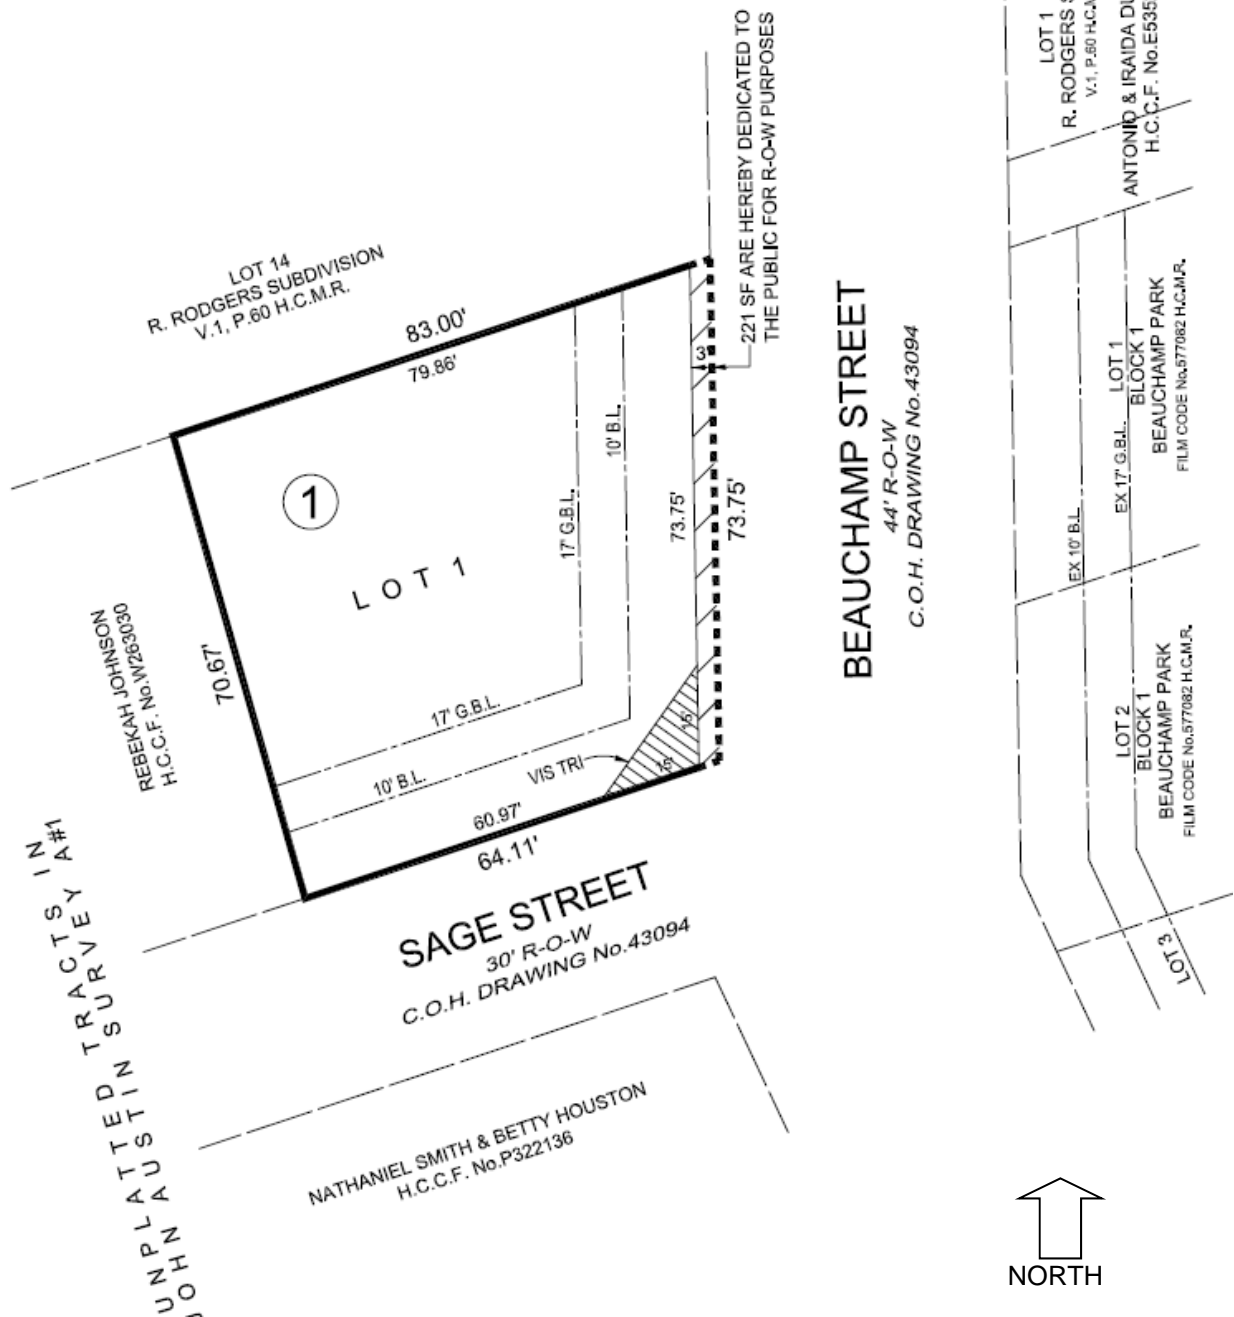 LOT 14
R. RODGERS SUBDIVISION
V.1, P.60 H.C.M.R.
83.00'
79.86'
221 SF ARE HEREBY DEDICATED TO
THE PUBLIC FOR R-O-W PURPOSES
3'
1
LOT 1
17' G.B.L.
10' B.L.
73.75'
73.75'
REBEKAH JOHNSON
H.C.C.F. No.W263030
70.67'
17' G.B.L.
10' B.L.
VIS TRI
15'
15'
60.97'
64.11'
SAGE STREET
30' R-O-W
C.O.H. DRAWING No.43094
BEAUCHAMP STREET
44' R-O-W
C.O.H. DRAWING No.43094
UNPLATTED TRACTS IN
JOHN AUSTIN SURVEY A#1
NATHANIEL SMITH & BETTY HOUSTON
H.C.C.F. No.P322136
LOT 1
R. RODGERS
V.1, P.60
ANTONIO & IRAIDA
H.C.C.F.
EX 10' B.L.
EX 17' G.B.L.
LOT 1
BLOCK 1
BEAUCHAMP PARK
FILM CODE No.577082 H.C.M.R.
LOT 2
BLOCK 1
BEAUCHAMP PARK
FILM CODE No.577082 H.C.M.R.
LOT 3
NORTH